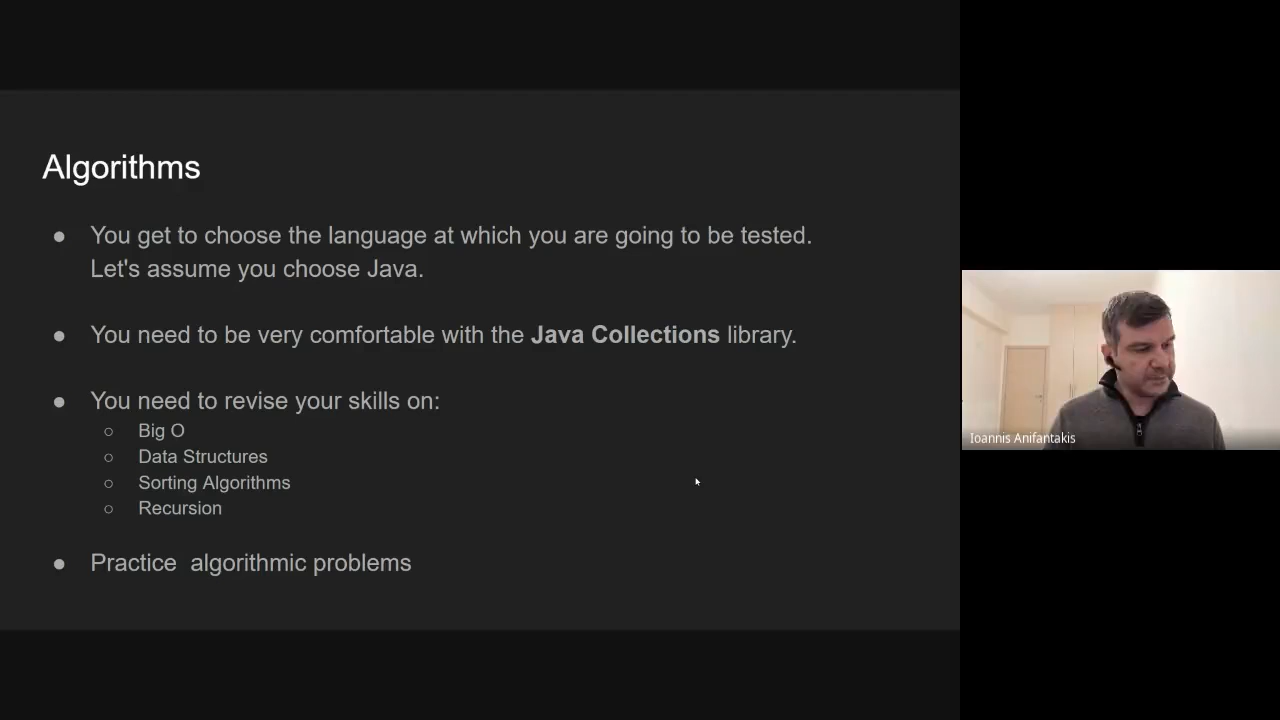 Algorithms
● You get to choose the language at which you are going to be tested.
Let's assume you choose Java.
● You need to be very comfortable with the Java Collections library.
● You need to revise your skills on:
○ Big O
○ Data Structures
○ Sorting Algorithms
○ Recursion
● Practice  algorithmic problems
Ioannis Anifantakis